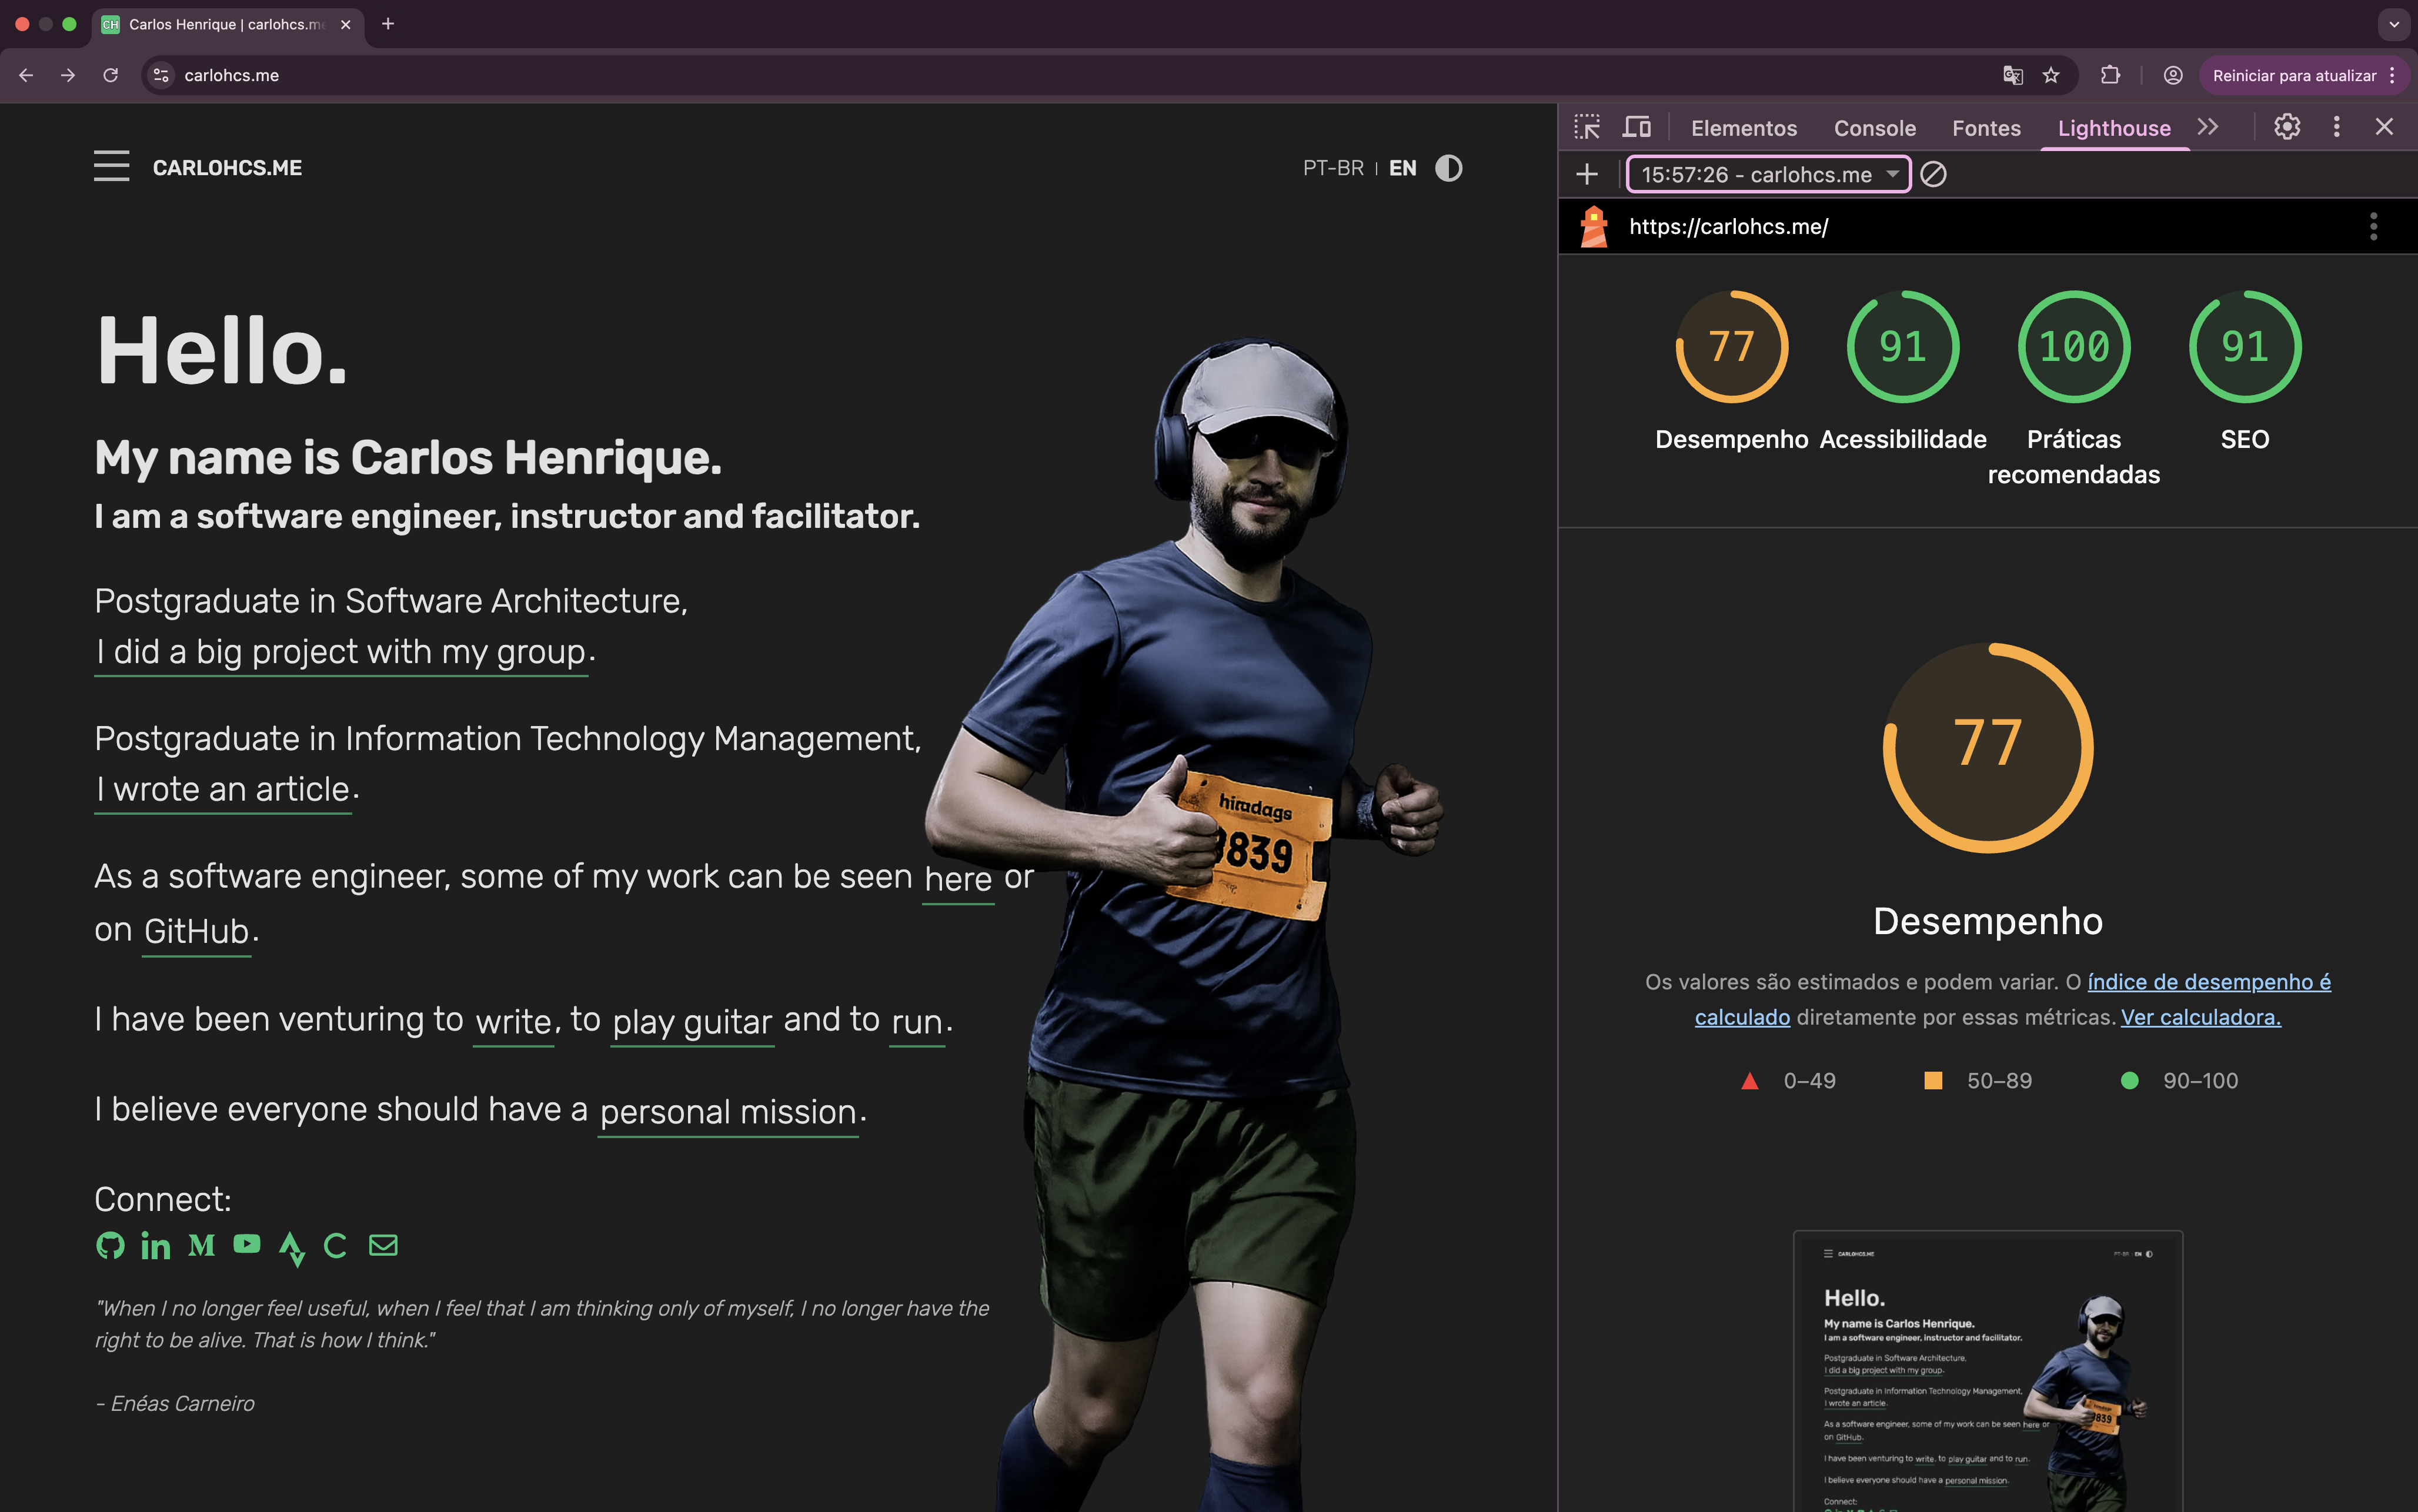 CH Carlos Henrique | carlohcs.me
carlohcs.me
Reiniciar para atualizar
CARLOHCS.ME
PT-BR | EN
Hello.
My name is Carlos Henrique.
I am a software engineer, instructor and facilitator.
Postgraduate in Software Architecture,
I did a big project with my group.
Postgraduate in Information Technology Management,
I wrote an article.
As a software engineer, some of my work can be seen here or
on GitHub.
I have been venturing to write, to play guitar and to run.
I believe everyone should have a personal mission.
Connect:
"When I no longer feel useful, when I feel that I am thinking only of myself, I no longer have the
right to be alive. That is how I think."
- Enéas Carneiro
9839
Elementos Console Fontes Lighthouse
15:57:26 - carlohcs.me
https://carlohcs.me/
77 91 100 91
Desempenho Acessibilidade Práticas recomendadas SEO
77
Desempenho
Os valores são estimados e podem variar. O índice de desempenho é
calculado diretamente por essas métricas. Ver calculadora.
0–49 50–89 90–100
CARLOHCS.ME
PT-BR EN
Hello.
My name is Carlos Henrique.
I am a software engineer, instructor and facilitator.
Postgraduate in Software Architecture,
I did a big project with my group.
Postgraduate in Information Technology Management,
I wrote an article.
As a software engineer, some of my work can be seen here or
on GitHub.
I have been venturing to write, to play guitar and to run.
I believe everyone should have a personal mission.
Connect:
9839